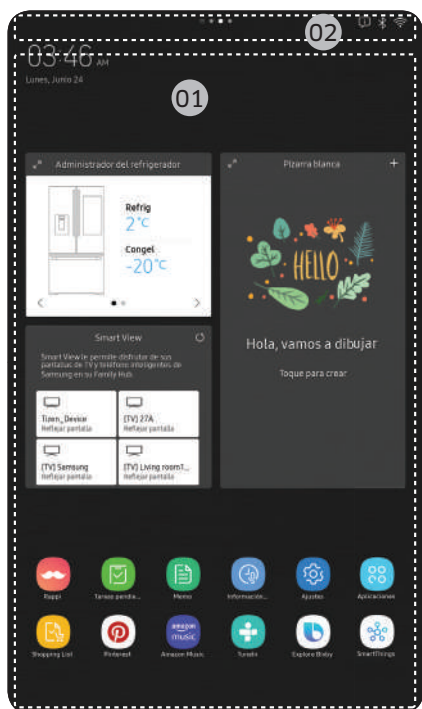 02
03:46 AM
Lunes, Junio 24
01
Administrador del refrigerador
Refrig
2°C
Congel
-20°C
Pizarra blanca
HELLO
Hola, vamos a dibujar
Toque para crear
Smart View
Smart View le permite disfrutar de sus
pantallas de TV y teléfono inteligentes de
Samsung en su Family Hub.
Tizen_Device
Reflejar pantalla
[TV] 27A
Reflejar pantalla
[TV] Samsung
Reflejar pantalla
[TV] Living room1...
Reflejar pantalla
Rappi
Tareas pendie...
Memo
Información...
Ajustes
Aplicaciones
amazon
music
Shopping List
Pinterest
Amazon Music
TuneIn
Explore Bixby
SmartThings